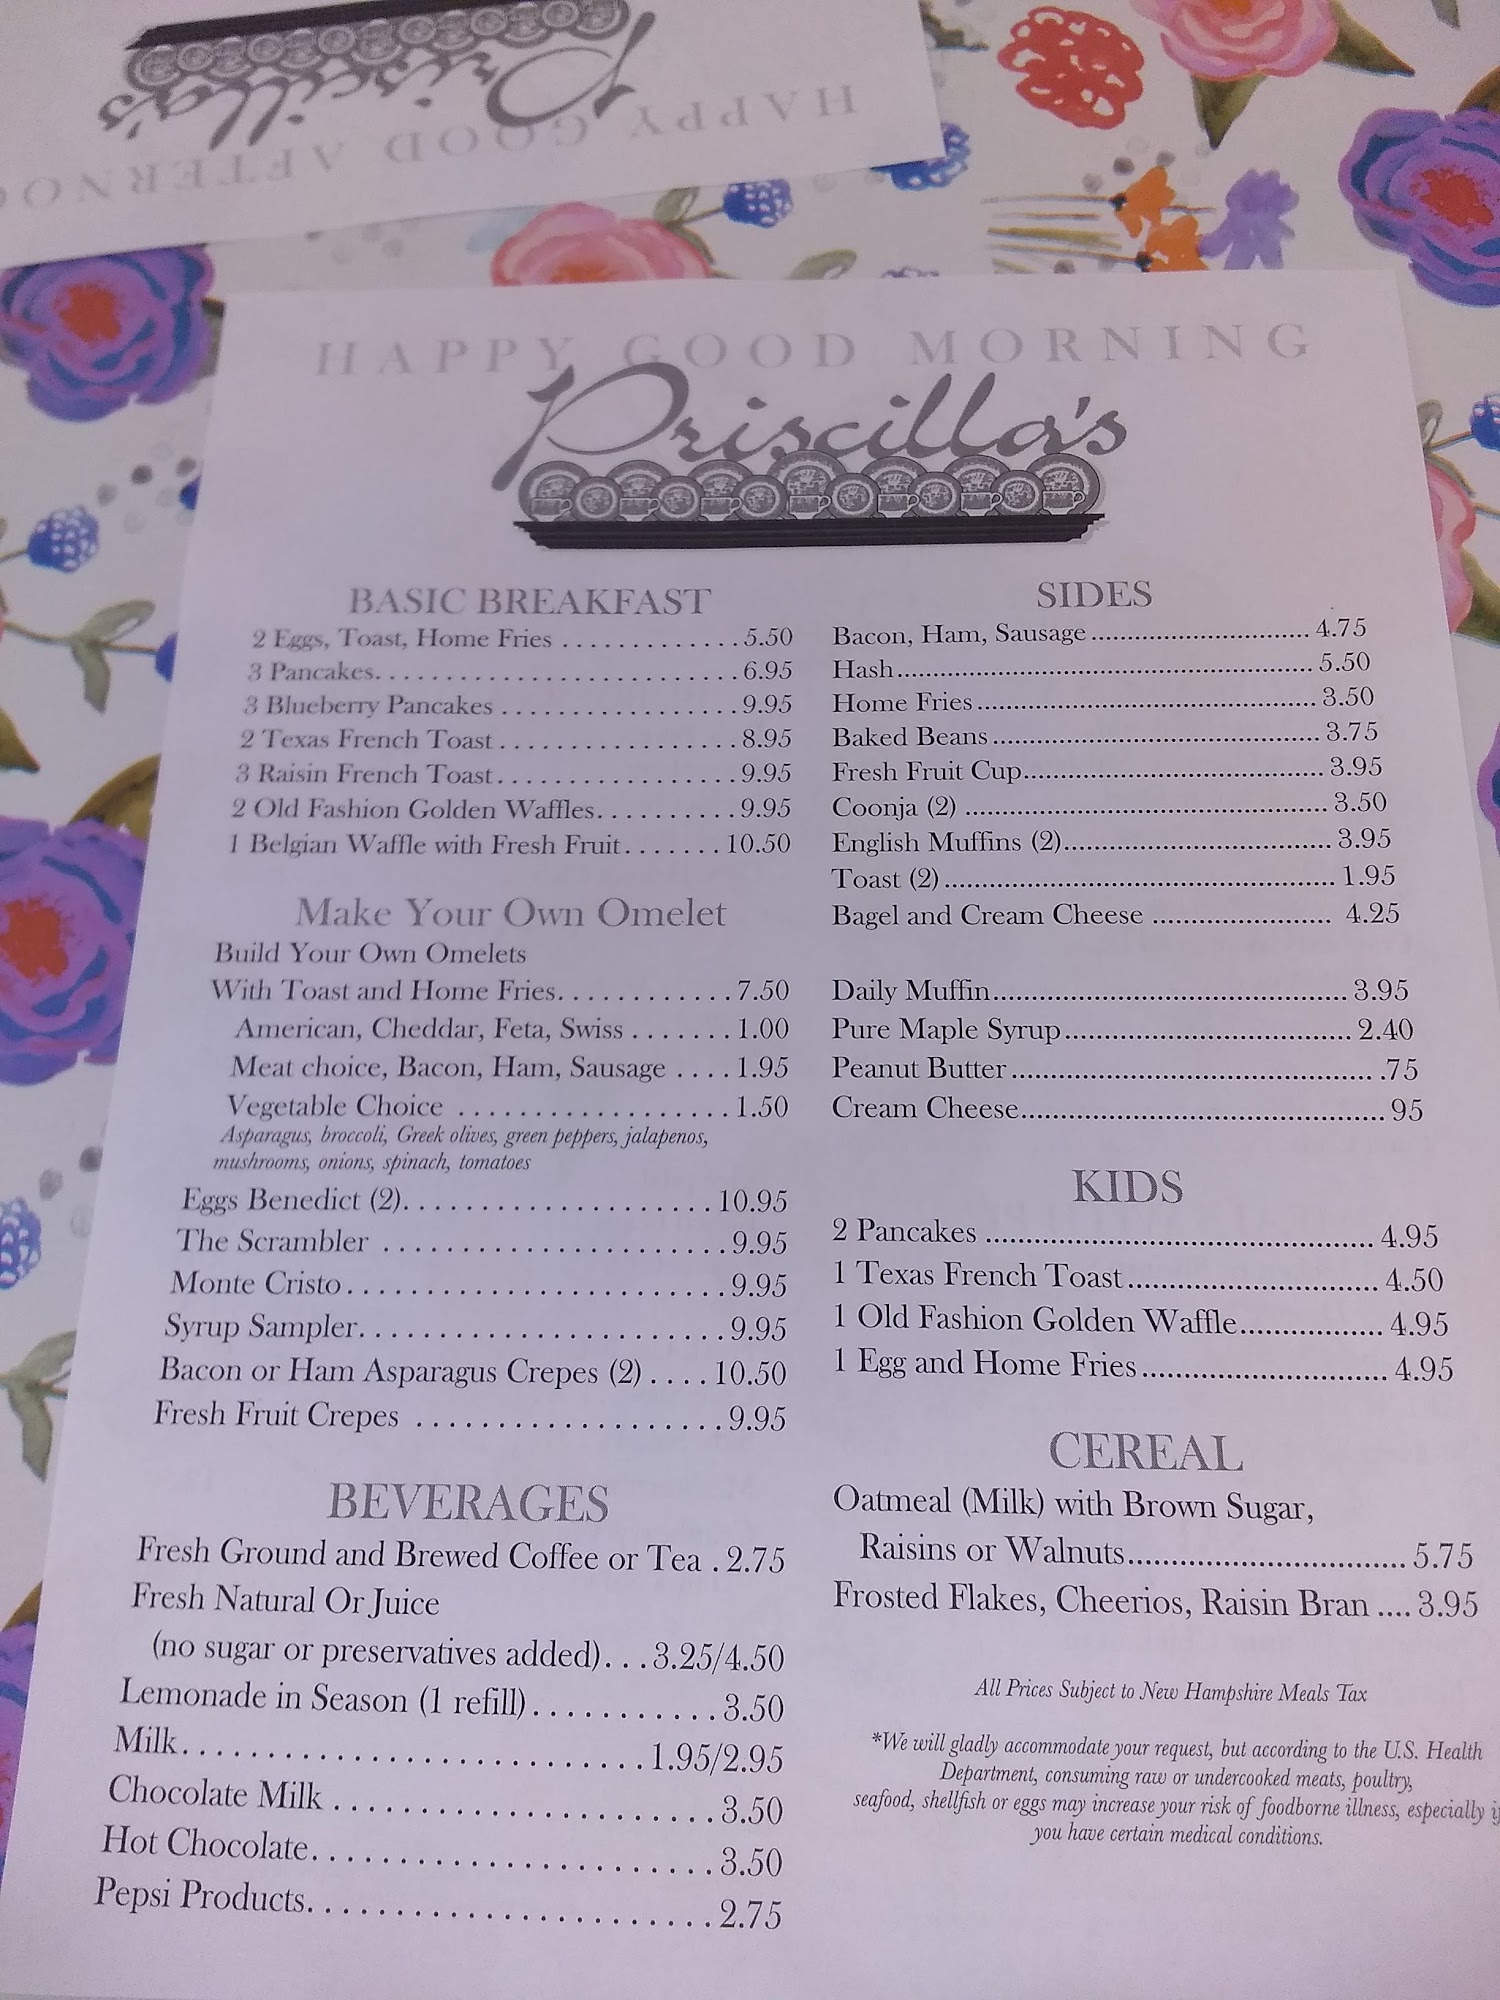 Priscilla's
HAPPY GOOD AFTERNOO
HAPPY GOOD MORNING
Priscilla's
BASIC BREAKFAST
2 Eggs, Toast, Home Fries . . . . . . . . . . . . . 5.50
3 Pancakes. . . . . . . . . . . . . . . . . . . . . . . . . 6.95
3 Blueberry Pancakes . . . . . . . . . . . . . . . . . 9.95
2 Texas French Toast . . . . . . . . . . . . . . . . . 8.95
3 Raisin French Toast. . . . . . . . . . . . . . . . . 9.95
2 Old Fashion Golden Waffles. . . . . . . . . . 9.95
1 Belgian Waffle with Fresh Fruit. . . . . . . 10.50
Make Your Own Omelet
Build Your Own Omelets
With Toast and Home Fries. . . . . . . . . . . . 7.50
American, Cheddar, Feta, Swiss . . . . . . . 1.00
Meat choice, Bacon, Ham, Sausage . . . . 1.95
Vegetable Choice . . . . . . . . . . . . . . . . . . . 1.50
Asparagus, broccoli, Greek olives, green peppers, jalapenos,
mushrooms, onions, spinach, tomatoes
Eggs Benedict (2). . . . . . . . . . . . . . . . . . . . . 10.95
The Scrambler . . . . . . . . . . . . . . . . . . . . . . . 9.95
Monte Cristo. . . . . . . . . . . . . . . . . . . . . . . . . 9.95
Syrup Sampler. . . . . . . . . . . . . . . . . . . . . . . . 9.95
Bacon or Ham Asparagus Crepes (2) . . . . 10.50
Fresh Fruit Crepes . . . . . . . . . . . . . . . . . . . . 9.95
BEVERAGES
Fresh Ground and Brewed Coffee or Tea . 2.75
Fresh Natural Or Juice
(no sugar or preservatives added). . . 3.25/4.50
Lemonade in Season (1 refill). . . . . . . . . . . 3.50
Milk. . . . . . . . . . . . . . . . . . . . . . . . . . 1.95/2.95
Chocolate Milk . . . . . . . . . . . . . . . . . . . . . . 3.50
Hot Chocolate. . . . . . . . . . . . . . . . . . . . . . . 3.50
Pepsi Products. . . . . . . . . . . . . . . . . . . . . . . 2.75
SIDES
Bacon, Ham, Sausage................................ 4.75
Hash............................................................. 5.50
Home Fries.................................................. 3.50
Baked Beans................................................ 3.75
Fresh Fruit Cup............................................ 3.95
Coonja (2) ..................................................... 3.50
English Muffins (2)...................................... 3.95
Toast (2)........................................................ 1.95
Bagel and Cream Cheese ......................... 4.25
Daily Muffin................................................. 3.95
Pure Maple Syrup........................................ 2.40
Peanut Butter................................................. .75
Cream Cheese................................................ 95
KIDS
2 Pancakes .................................................. 4.95
1 Texas French Toast................................. 4.50
1 Old Fashion Golden Waffle................... 4.95
1 Egg and Home Fries................................ 4.95
CEREAL
Oatmeal (Milk) with Brown Sugar,
Raisins or Walnuts................................... 5.75
Frosted Flakes, Cheerios, Raisin Bran .... 3.95
All Prices Subject to New Hampshire Meals Tax
*We will gladly accommodate your request, but according to the U.S. Health
Department, consuming raw or undercooked meats, poultry,
seafood, shellfish or eggs may increase your risk of foodborne illness, especially if
you have certain medical conditions.